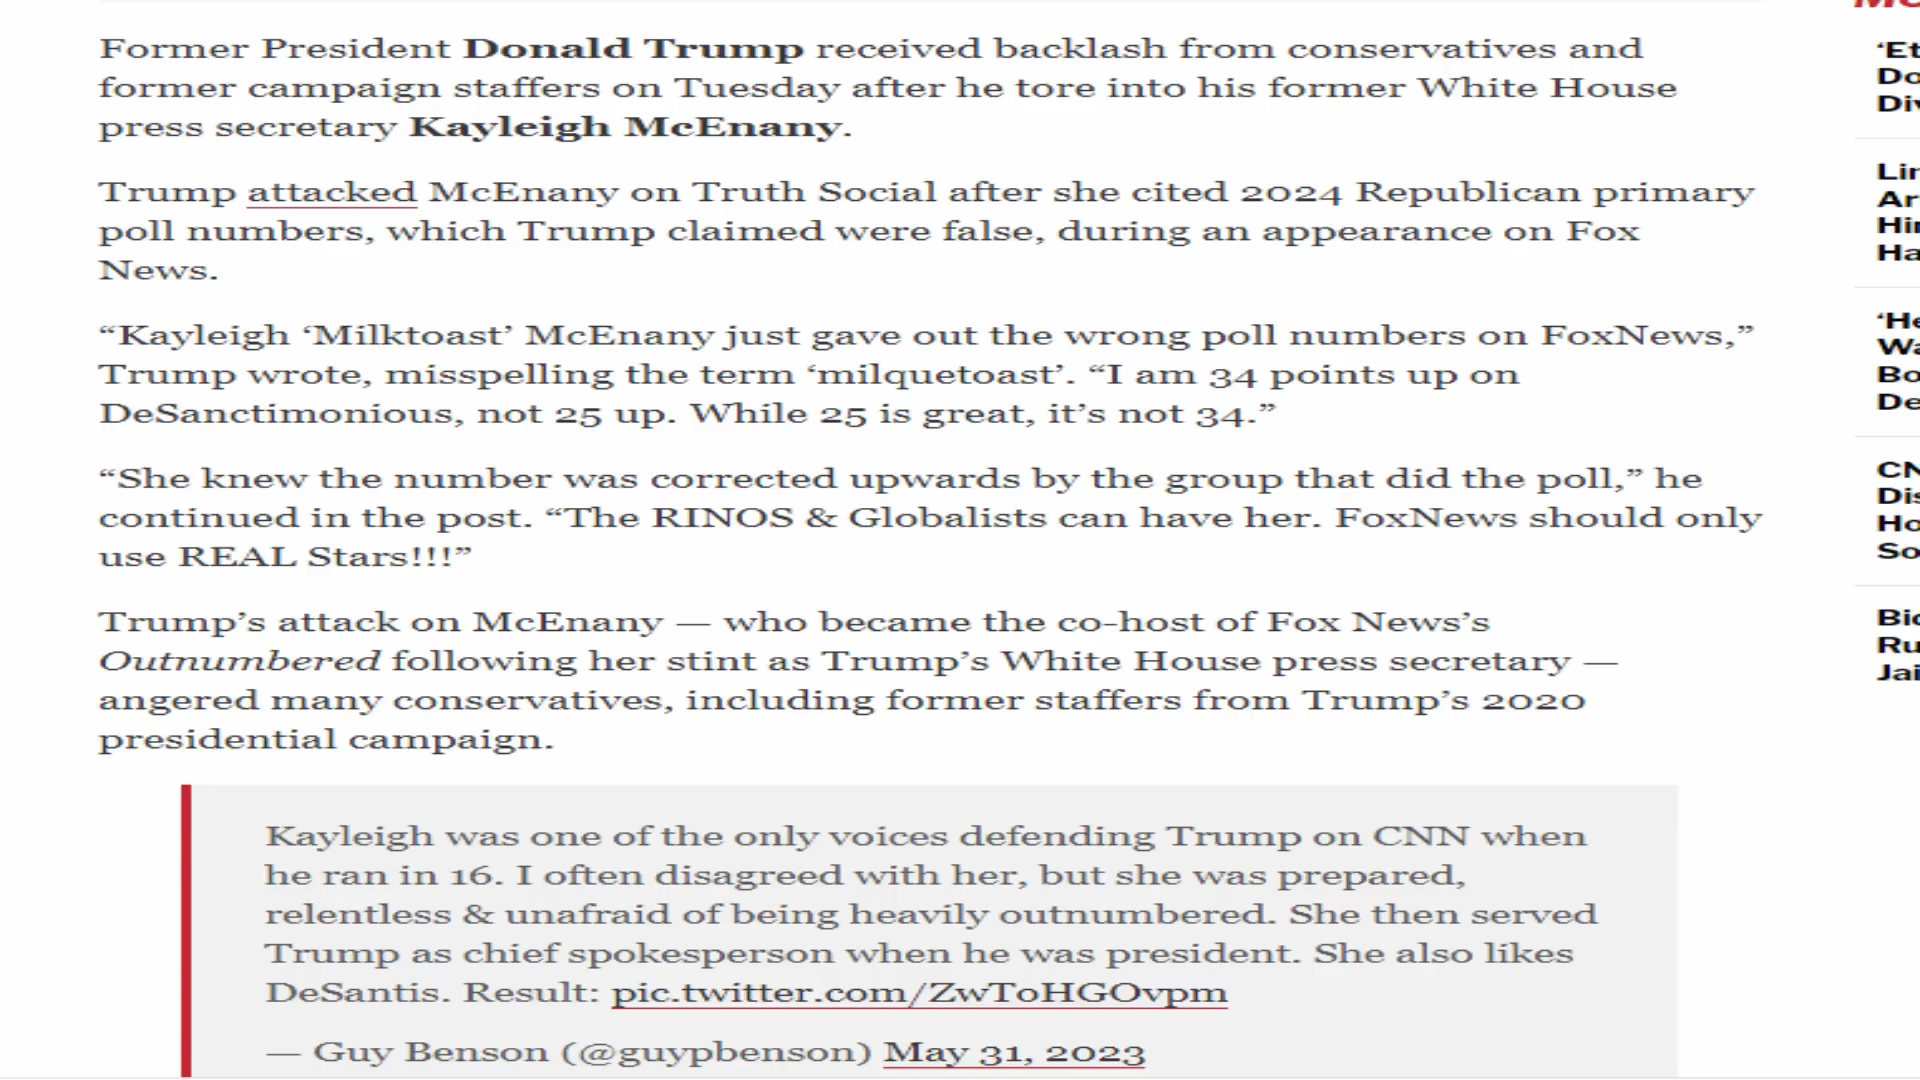 Former President Donald Trump received backlash from conservatives and
former campaign staffers on Tuesday after he tore into his former White House
press secretary Kayleigh McEnany.
Trump attacked McEnany on Truth Social after she cited 2024 Republican primary
poll numbers, which Trump claimed were false, during an appearance on Fox
News.
“Kayleigh ‘Milktoast’ McEnany just gave out the wrong poll numbers on FoxNews,”
Trump wrote, misspelling the term ‘milquetoast’. “I am 34 points up on
DeSanctimonious, not 25 up. While 25 is great, it’s not 34.”
“She knew the number was corrected upwards by the group that did the poll,” he
continued in the post. “The RINOS & Globalists can have her. FoxNews should only
use REAL Stars!!!”
Trump’s attack on McEnany — who became the co-host of Fox News’s
Outnumbered following her stint as Trump’s White House press secretary —
angered many conservatives, including former staffers from Trump’s 2020
presidential campaign.
Kayleigh was one of the only voices defending Trump on CNN when
he ran in 16. I often disagreed with her, but she was prepared,
relentless & unafraid of being heavily outnumbered. She then served
Trump as chief spokesperson when he was president. She also likes
DeSantis. Result: pic.twitter.com/ZwToHGOvpm
— Guy Benson (@guypbenson) May 31, 2023